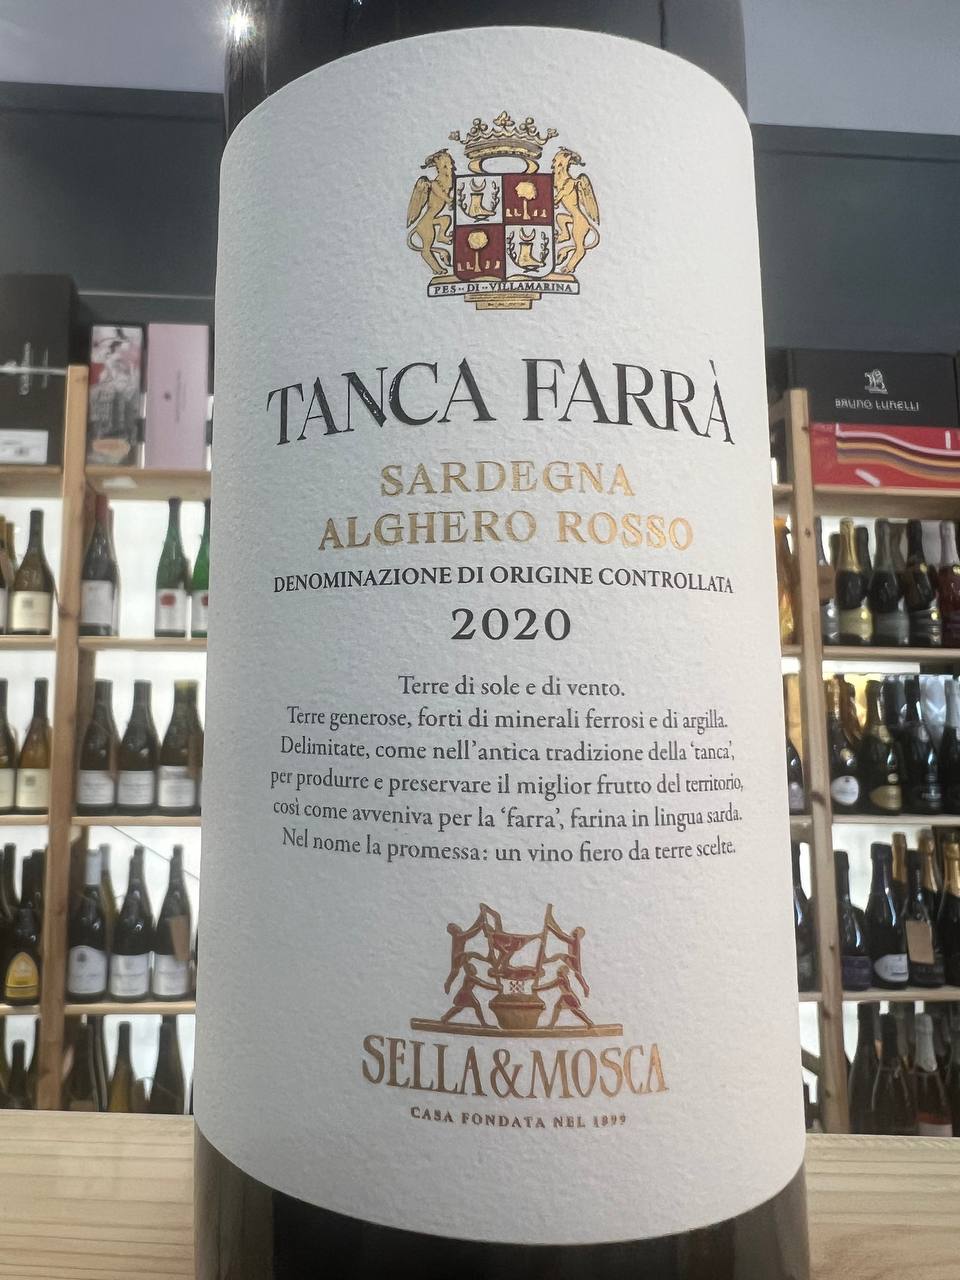 PES · DI · VILLAMARINA
TANCA FARRÀ
SARDEGNA
ALGHERO ROSSO
DENOMINAZIONE DI ORIGINE CONTROLLATA
2020
Terre di sole e di vento.
Terre generose, forti di minerali ferrosi e di argilla.
Delimitate, come nell'antica tradizione della 'tanca',
per produrre e preservare il miglior frutto del territorio,
così come avveniva per la 'farra', farina in lingua sarda.
Nel nome la promessa: un vino fiero da terre scelte.
SELLA&MOSCA
CASA FONDATA NEL 1899
BRUNO LUNELLI